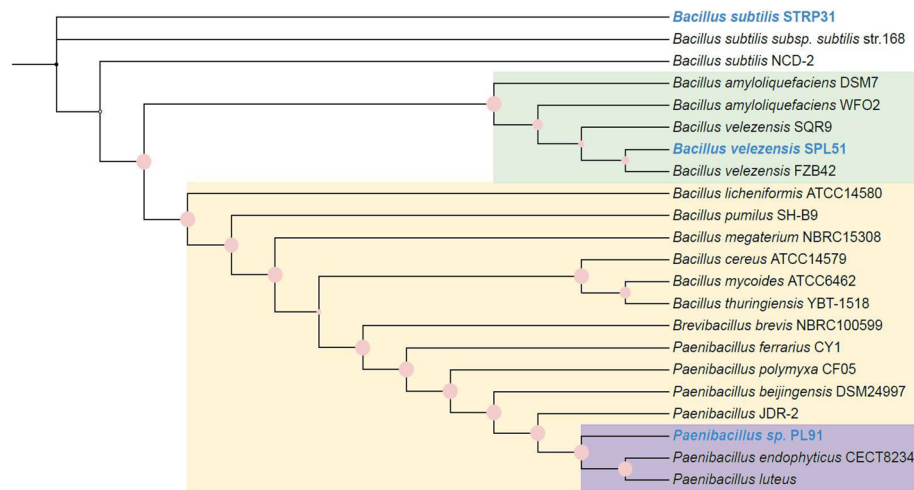 Bacillus subtilis STRP31
Bacillus subtilis subsp. subtilis str.168
Bacillus subtilis NCD-2
Bacillus amyloliquefaciens DSM7
Bacillus amyloliquefaciens WFO2
Bacillus velezensis SQR9
Bacillus velezensis SPL51
Bacillus velezensis FZB42
Bacillus licheniformis ATCC14580
Bacillus pumilus SH-B9
Bacillus megaterium NBRC15308
Bacillus cereus ATCC14579
Bacillus mycoides ATCC6462
Bacillus thuringiensis YBT-1518
Brevibacillus brevis NBRC100599
Paenibacillus ferrarius CY1
Paenibacillus polymyxa CF05
Paenibacillus beijingensis DSM24997
Paenibacillus JDR-2
Paenibacillus sp. PL91
Paenibacillus endophyticus CECT8234
Paenibacillus luteus